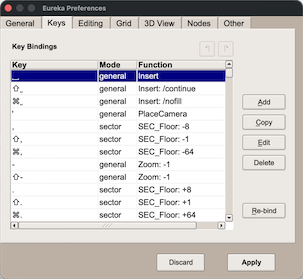 Eureka Preferences
General Keys Editing Grid 3D View Nodes Other
Key Bindings
Key Mode Function
␣ general Insert
⇧␣ general Insert: /continue
⌘␣ general Insert: /nofill
' general PlaceCamera
, sector SEC_Floor: -8
⇧, sector SEC_Floor: -1
⌘, sector SEC_Floor: -64
- general Zoom: -1
⇧- general Zoom: -1
. sector SEC_Floor: +8
⇧. sector SEC_Floor: +1
⌘. sector SEC_Floor: +64
Add
Copy
Edit
Delete
Re-bind
Discard Apply